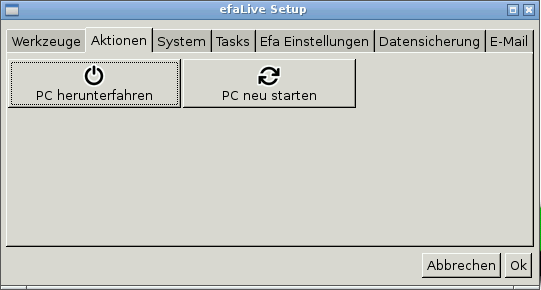 efaLive Setup
Werkzeuge Aktionen System Tasks Efa Einstellungen Datensicherung E-Mail
PC herunterfahren PC neu starten
Abbrechen Ok